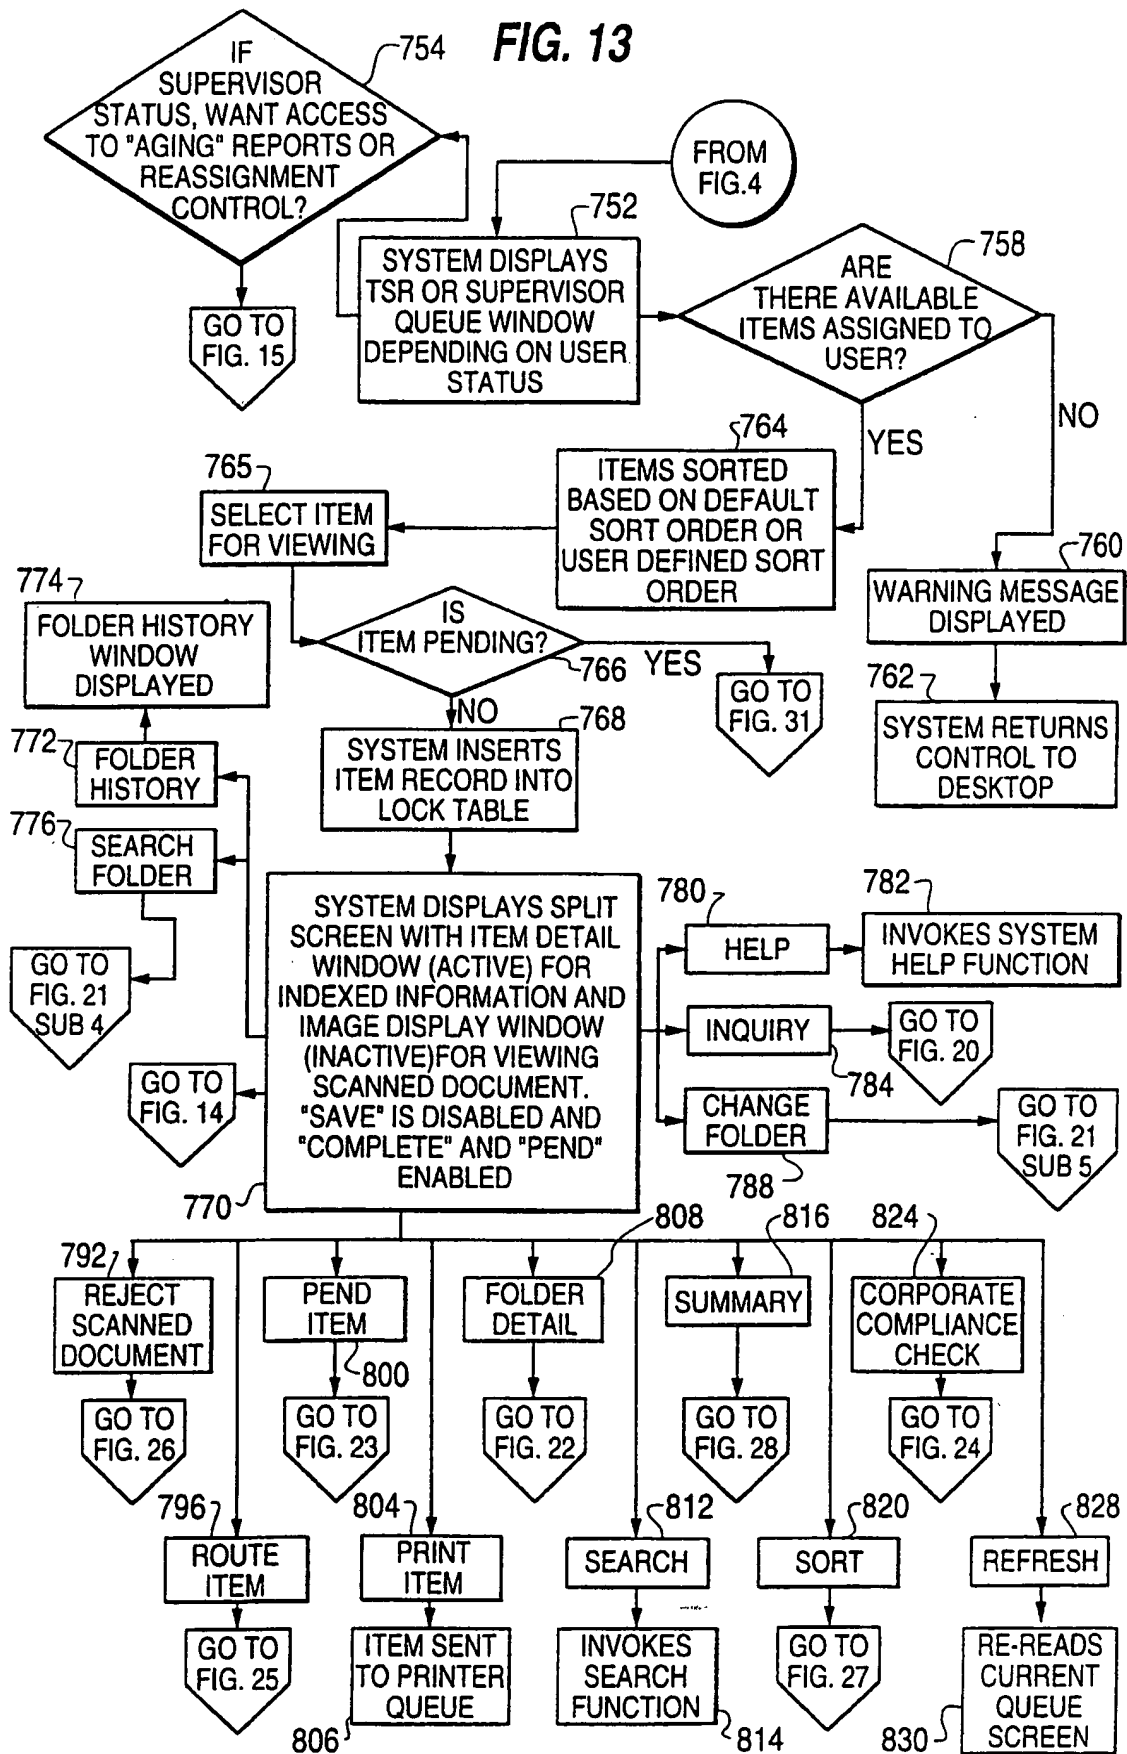 FIG. 13
754
IF
SUPERVISOR
STATUS, WANT ACCESS
TO "AGING" REPORTS OR
REASSIGNMENT
CONTROL?
FROM
FIG.4
752
SYSTEM DISPLAYS
TSR OR SUPERVISOR
QUEUE WINDOW
DEPENDING ON USER
STATUS
758
ARE
THERE AVAILABLE
ITEMS ASSIGNED TO
USER?
GO TO
FIG. 15
NO
YES
764
ITEMS SORTED
BASED ON DEFAULT
SORT ORDER OR
USER DEFINED SORT
ORDER
765
SELECT ITEM
FOR VIEWING
760
WARNING MESSAGE
DISPLAYED
762
SYSTEM RETURNS
CONTROL TO
DESKTOP
774
FOLDER HISTORY
WINDOW
DISPLAYED
IS
ITEM PENDING?
766
YES
GO TO
FIG. 31
NO
768
SYSTEM INSERTS
ITEM RECORD INTO
LOCK TABLE
772
FOLDER
HISTORY
776
SEARCH
FOLDER
GO TO
FIG. 21
SUB 4
GO TO
FIG. 14
SYSTEM DISPLAYS SPLIT
SCREEN WITH ITEM DETAIL
WINDOW (ACTIVE) FOR
INDEXED INFORMATION AND
IMAGE DISPLAY WINDOW
(INACTIVE)FOR VIEWING
SCANNED DOCUMENT.
"SAVE" IS DISABLED AND
"COMPLETE" AND "PEND"
ENABLED
770
780
HELP
782
INVOKES SYSTEM
HELP FUNCTION
INQUIRY
784
GO TO
FIG. 20
CHANGE
FOLDER
788
GO TO
FIG. 21
SUB 5
792
REJECT
SCANNED
DOCUMENT
GO TO
FIG. 26
PEND
ITEM
800
GO TO
FIG. 23
808
FOLDER
DETAIL
GO TO
FIG. 22
816
SUMMARY
GO TO
FIG. 28
824
CORPORATE
COMPLIANCE
CHECK
GO TO
FIG. 24
796
ROUTE
ITEM
GO TO
FIG. 25
804
PRINT
ITEM
ITEM SENT
TO PRINTER
QUEUE
806
812
SEARCH
INVOKES
SEARCH
FUNCTION
814
820
SORT
GO TO
FIG. 27
828
REFRESH
RE-READS
CURRENT
QUEUE
SCREEN
830